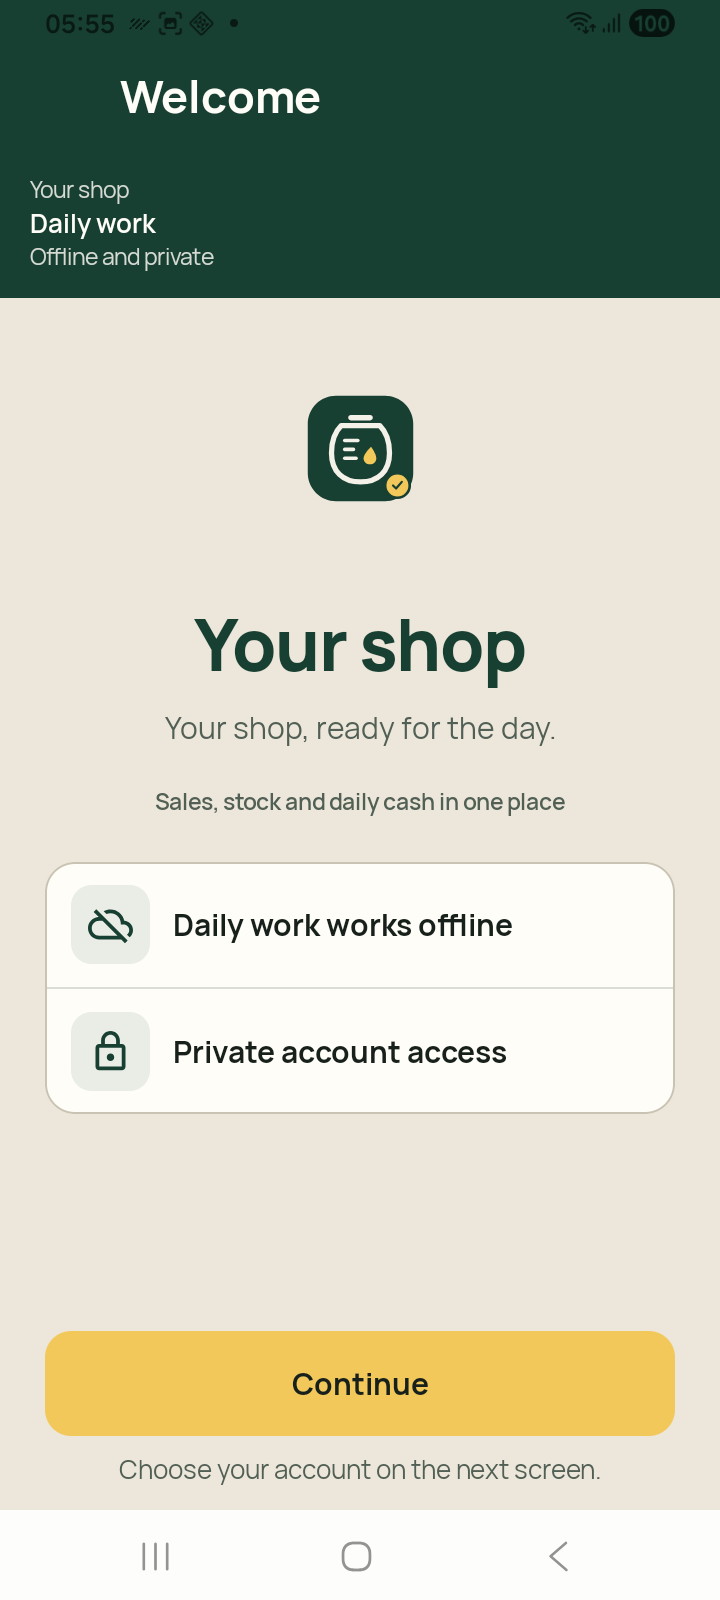 05:55
100
Welcome
Your shop
Daily work
Offline and private
Your shop
Your shop, ready for the day.
Sales, stock and daily cash in one place
Daily work works offline
Private account access
Continue
Choose your account on the next screen.